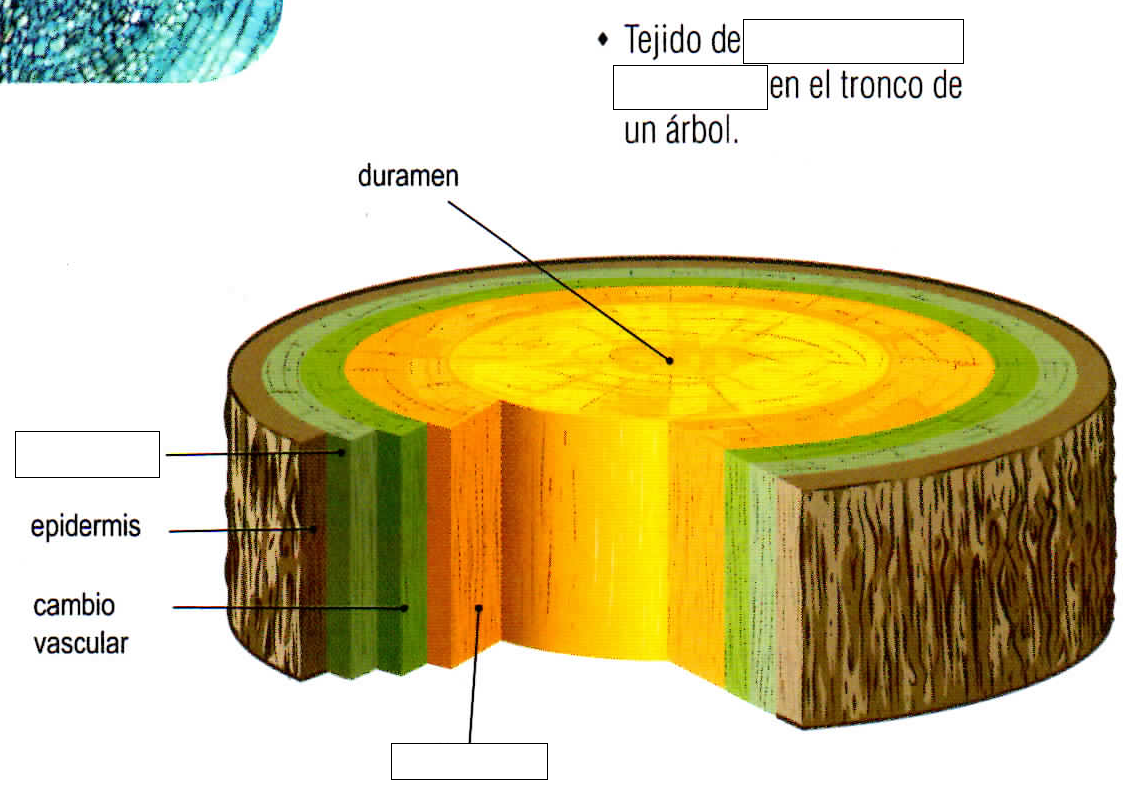 • Tejido de
en el tronco de
un árbol.
duramen
epidermis
cambio
vascular